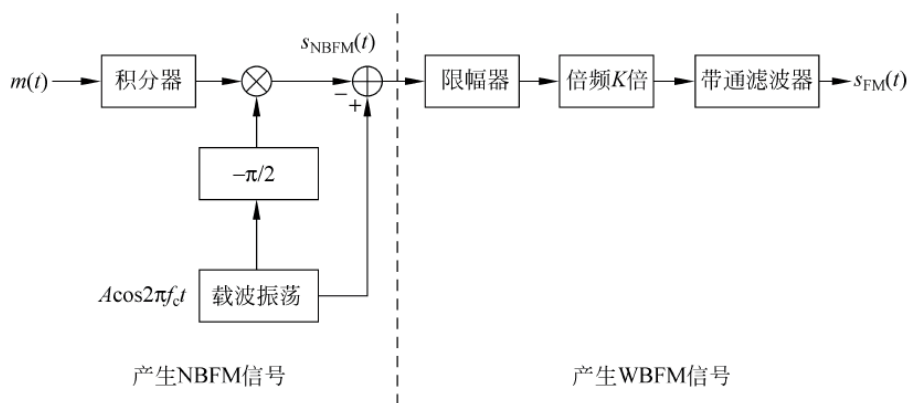 s_NBFM(t)
m(t)
积分器
限幅器
倍频K倍
带通滤波器
s_FM(t)
−
+
−π/2
Acos2πf_ct
载波振荡
产生NBFM信号
产生WBFM信号